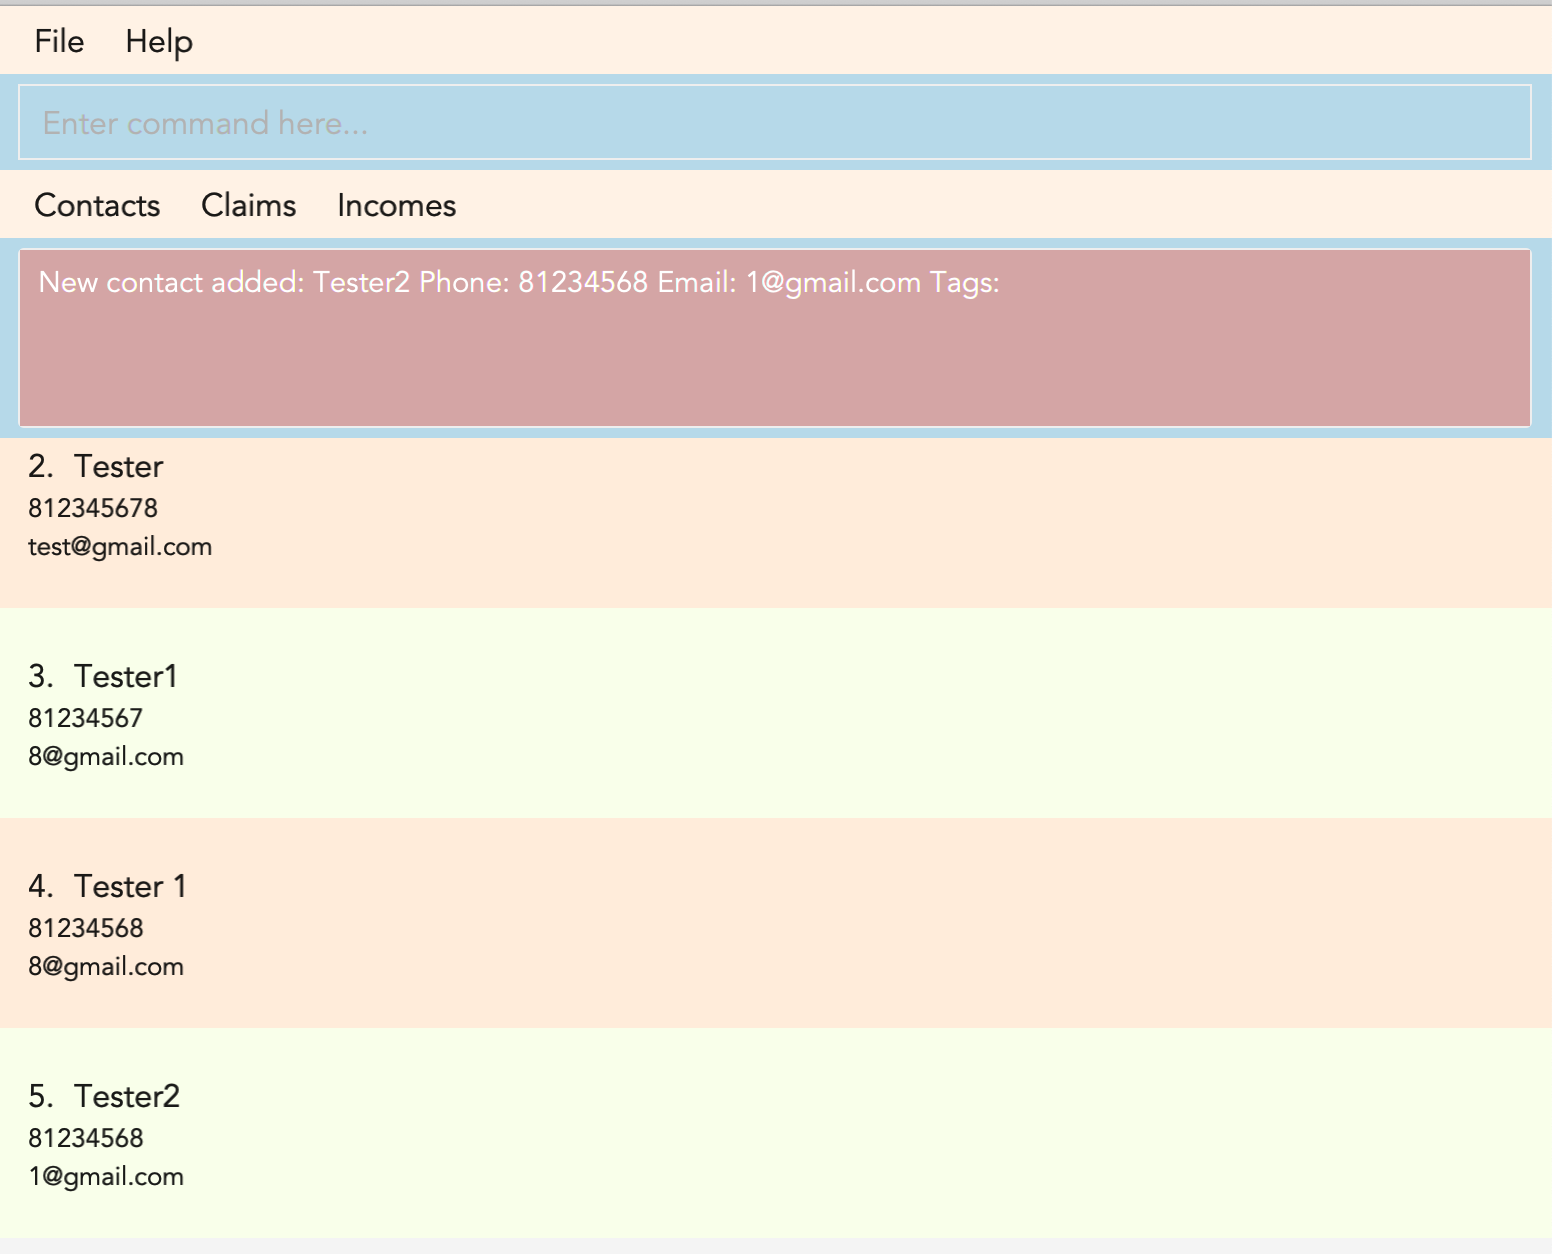 File Help
Enter command here...
Contacts Claims Incomes
New contact added: Tester2 Phone: 81234568 Email: 1@gmail.com Tags:
2. Tester
812345678
test@gmail.com
3. Tester1
81234567
8@gmail.com
4. Tester 1
81234568
8@gmail.com
5. Tester2
81234568
1@gmail.com